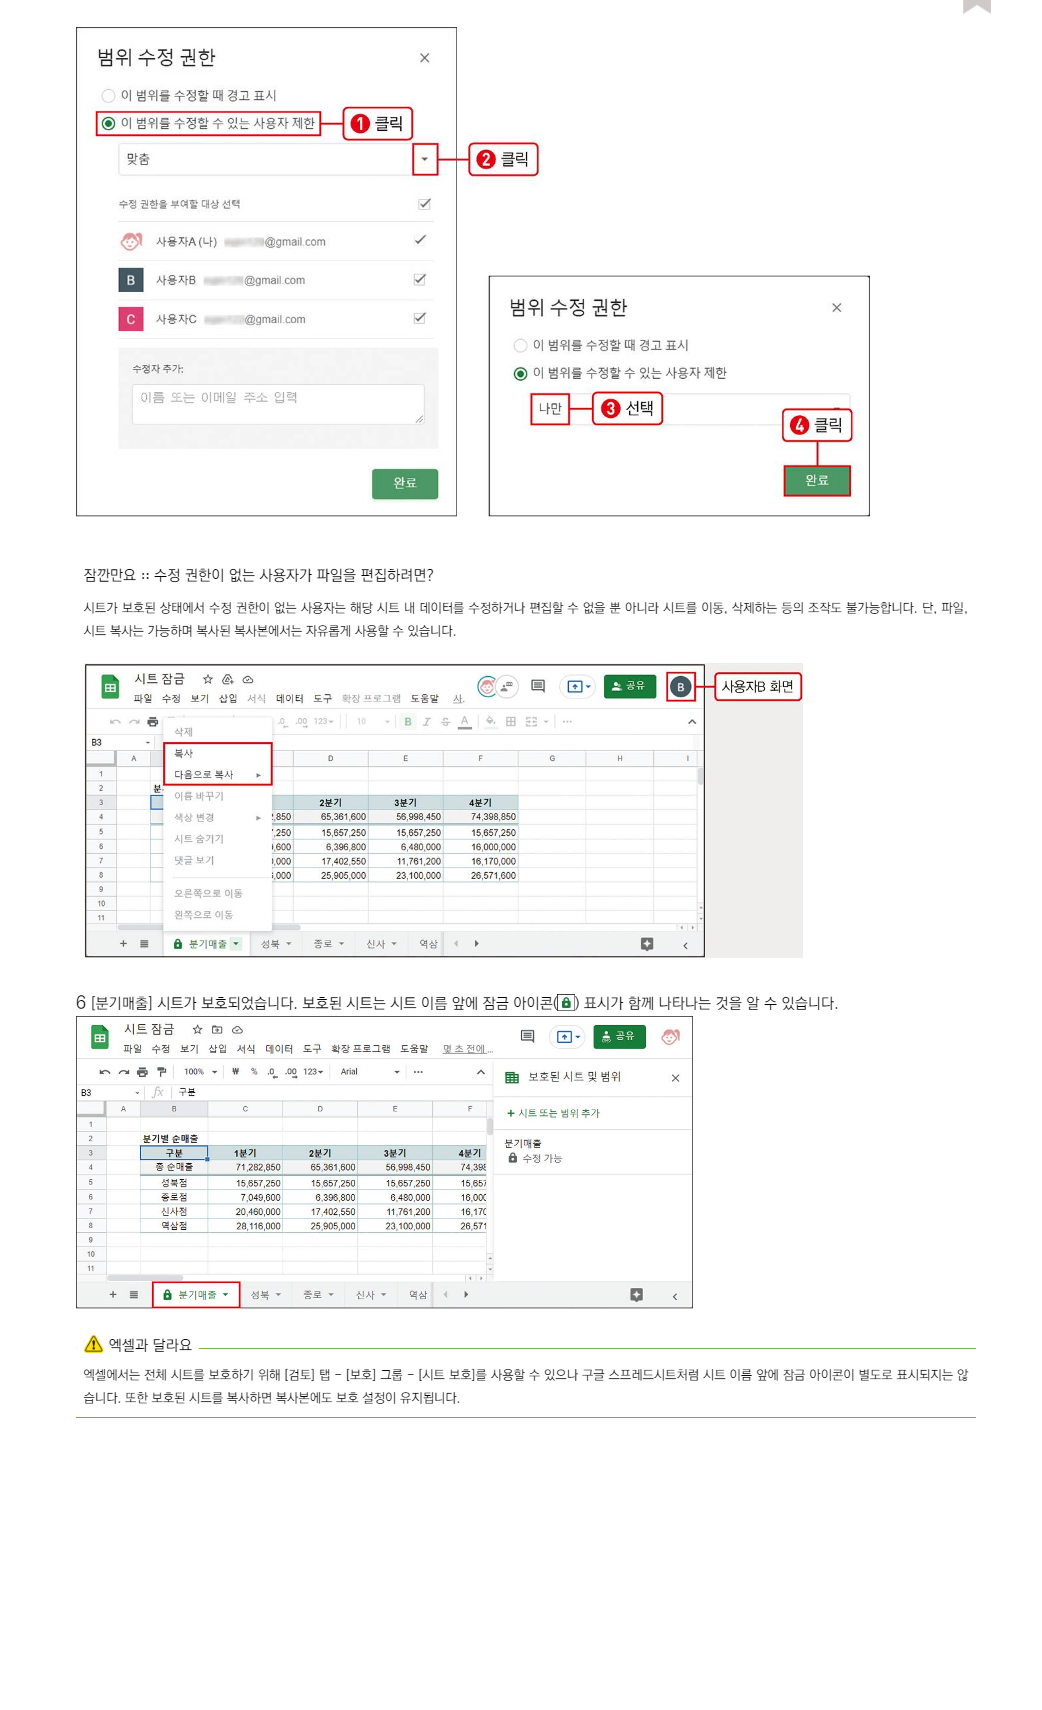 범위 수정 권한
이 범위를 수정할 때 경고 표시
이 범위를 수정할 수 있는 사용자 제한
1 클릭
맞춤
2 클릭
수정 권한을 부여할 대상 선택
사용자A (나) @gmail.com
B 사용자B @gmail.com
C 사용자C @gmail.com
수정자 추가:
이름 또는 이메일 주소 입력
완료
범위 수정 권한
이 범위를 수정할 때 경고 표시
이 범위를 수정할 수 있는 사용자 제한
나만
3 선택
4 클릭
완료
잠깐만요 :: 수정 권한이 없는 사용자가 파일을 편집하려면?
시트가 보호된 상태에서 수정 권한이 없는 사용자는 해당 시트 내 데이터를 수정하거나 편집할 수 없을 뿐 아니라 시트를 이동, 삭제하는 등의 조작도 불가능합니다. 단, 파일,
시트 복사는 가능하며 복사된 복사본에서는 자유롭게 사용할 수 있습니다.
시트 잠금
파일 수정 보기 삽입 서식 데이터 도구 확장 프로그램 도움말 사.
공유
B
사용자B 화면
.0 .00 123 10 B I S A
B3
A D E F G H I
삭제
복사
다음으로 복사
이름 바꾸기
색상 변경
시트 숨기기
댓글 보기
오른쪽으로 이동
왼쪽으로 이동
1
2 분
3 2분기 3분기 4분기
4 ,850 65,361,600 56,998,450 74,398,850
5 ,250 15,657,250 15,657,250 15,657,250
6 ,600 6,396,800 6,480,000 16,000,000
7 ,000 17,402,550 11,761,200 16,170,000
8 ,000 25,905,000 23,100,000 26,571,600
9
10
11
+ 분기매출 성북 종로 신사 역삼
6 [분기매출] 시트가 보호되었습니다. 보호된 시트는 시트 이름 앞에 잠금 아이콘() 표시가 함께 나타나는 것을 알 수 있습니다.
시트 잠금
파일 수정 보기 삽입 서식 데이터 도구 확장 프로그램 도움말 몇 초 전에 ...
공유
100% ₩ % .0 .00 123 Arial
B3 fx 구분
A B C D E F
1
2 분기별 순매출
3 구분 1분기 2분기 3분기 4분기
4 총 순매출 71,282,850 65,361,600 56,998,450 74,398
5 성북점 15,657,250 15,657,250 15,657,250 15,657
6 종로점 7,049,600 6,396,800 6,480,000 16,000
7 신사점 20,460,000 17,402,550 11,761,200 16,170
8 역삼점 28,116,000 25,905,000 23,100,000 26,571
9
10
11
보호된 시트 및 범위
+ 시트 또는 범위 추가
분기매출
수정 가능
+ 분기매출 성북 종로 신사 역삼
엑셀과 달라요
엑셀에서는 전체 시트를 보호하기 위해 [검토] 탭 - [보호] 그룹 - [시트 보호]를 사용할 수 있으나 구글 스프레드시트처럼 시트 이름 앞에 잠금 아이콘이 별도로 표시되지는 않
습니다. 또한 보호된 시트를 복사하면 복사본에도 보호 설정이 유지됩니다.